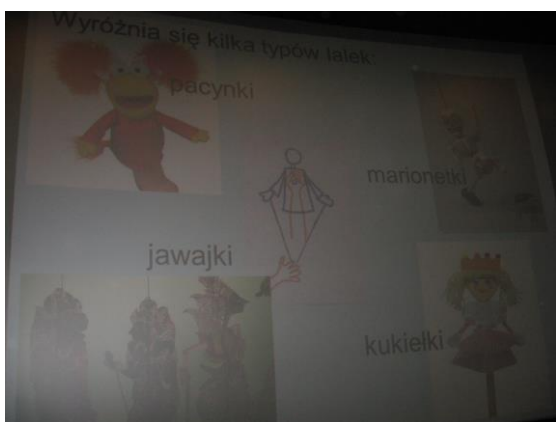 Wyróżnia się kilka typów lalek:
pacynki
marionetki
jawajki
kukiełki